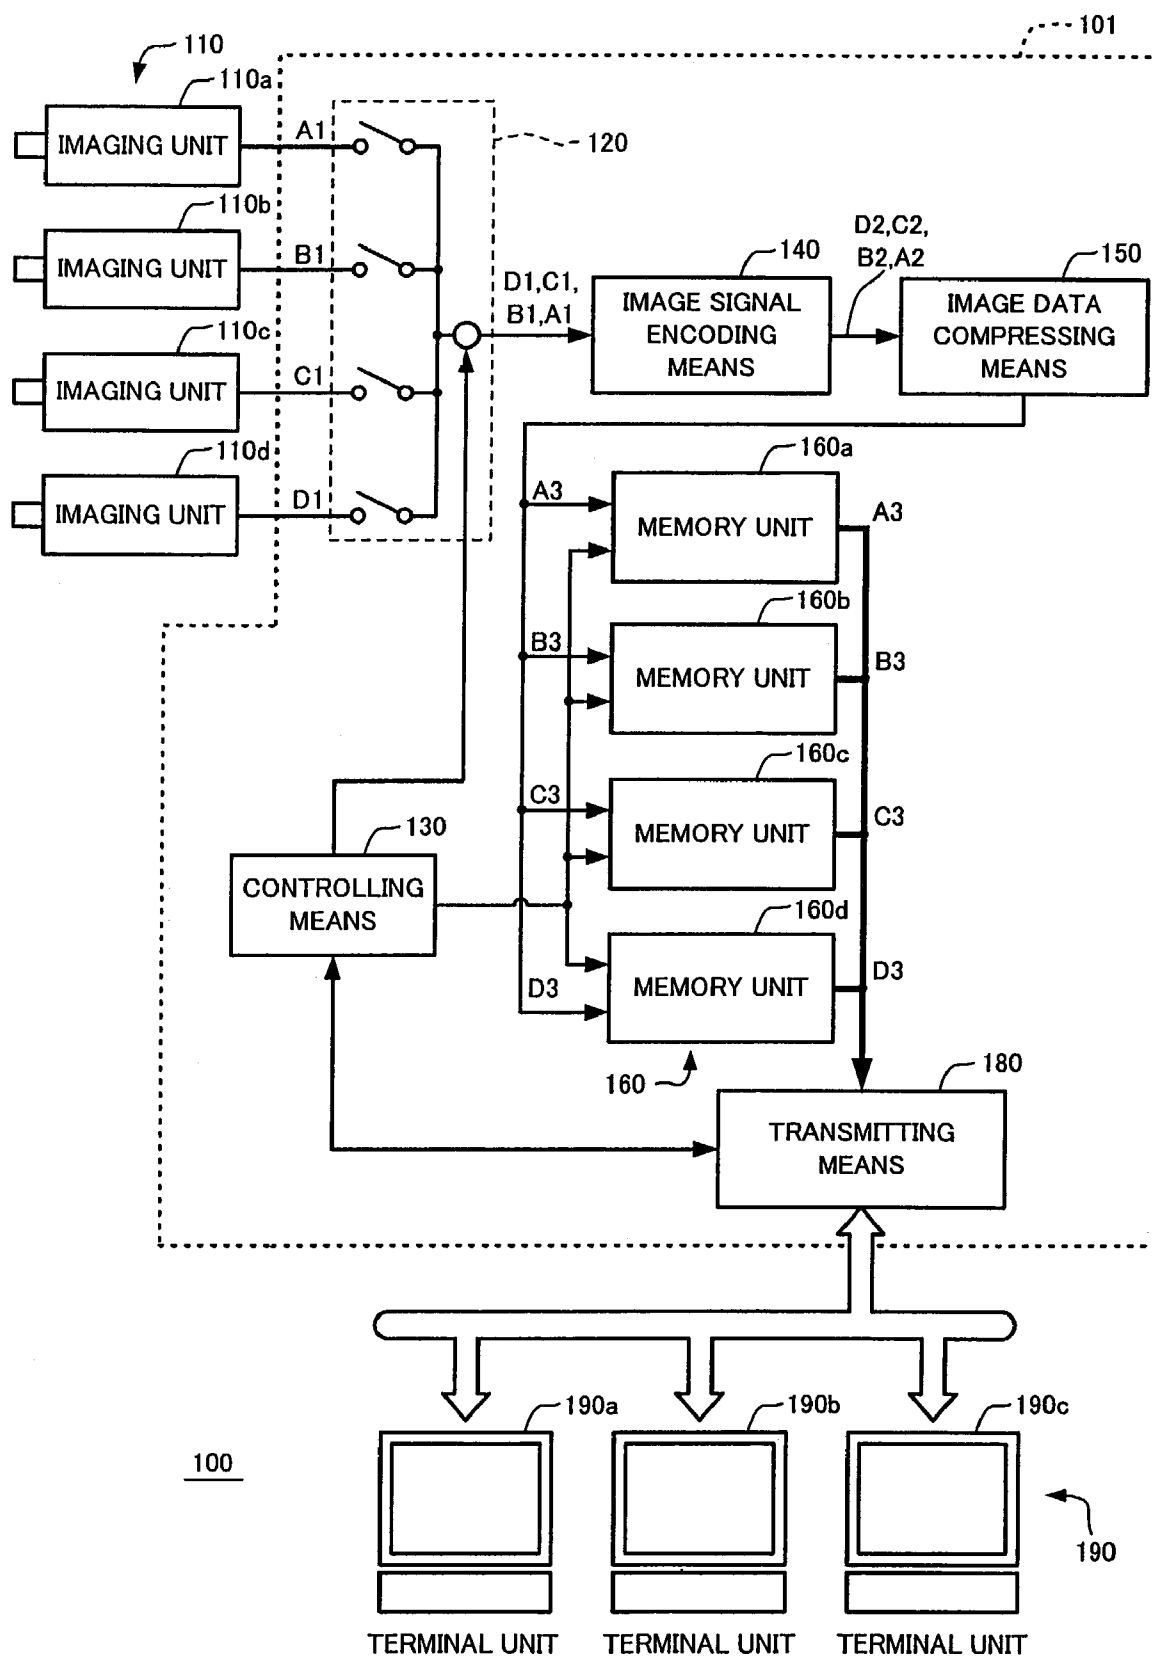 101
110
110a
IMAGING UNIT
A1
120
110b
IMAGING UNIT
B1
110c
IMAGING UNIT
C1
110d
IMAGING UNIT
D1
D1,C1,
B1,A1
140
IMAGE SIGNAL
ENCODING
MEANS
D2,C2,
B2,A2
150
IMAGE DATA
COMPRESSING
MEANS
160a
A3
MEMORY UNIT
A3
160b
B3
MEMORY UNIT
B3
160c
C3
MEMORY UNIT
C3
130
CONTROLLING
MEANS
160d
D3
MEMORY UNIT
D3
160
180
TRANSMITTING
MEANS
190a
190b
190c
100
190
TERMINAL UNIT
TERMINAL UNIT
TERMINAL UNIT